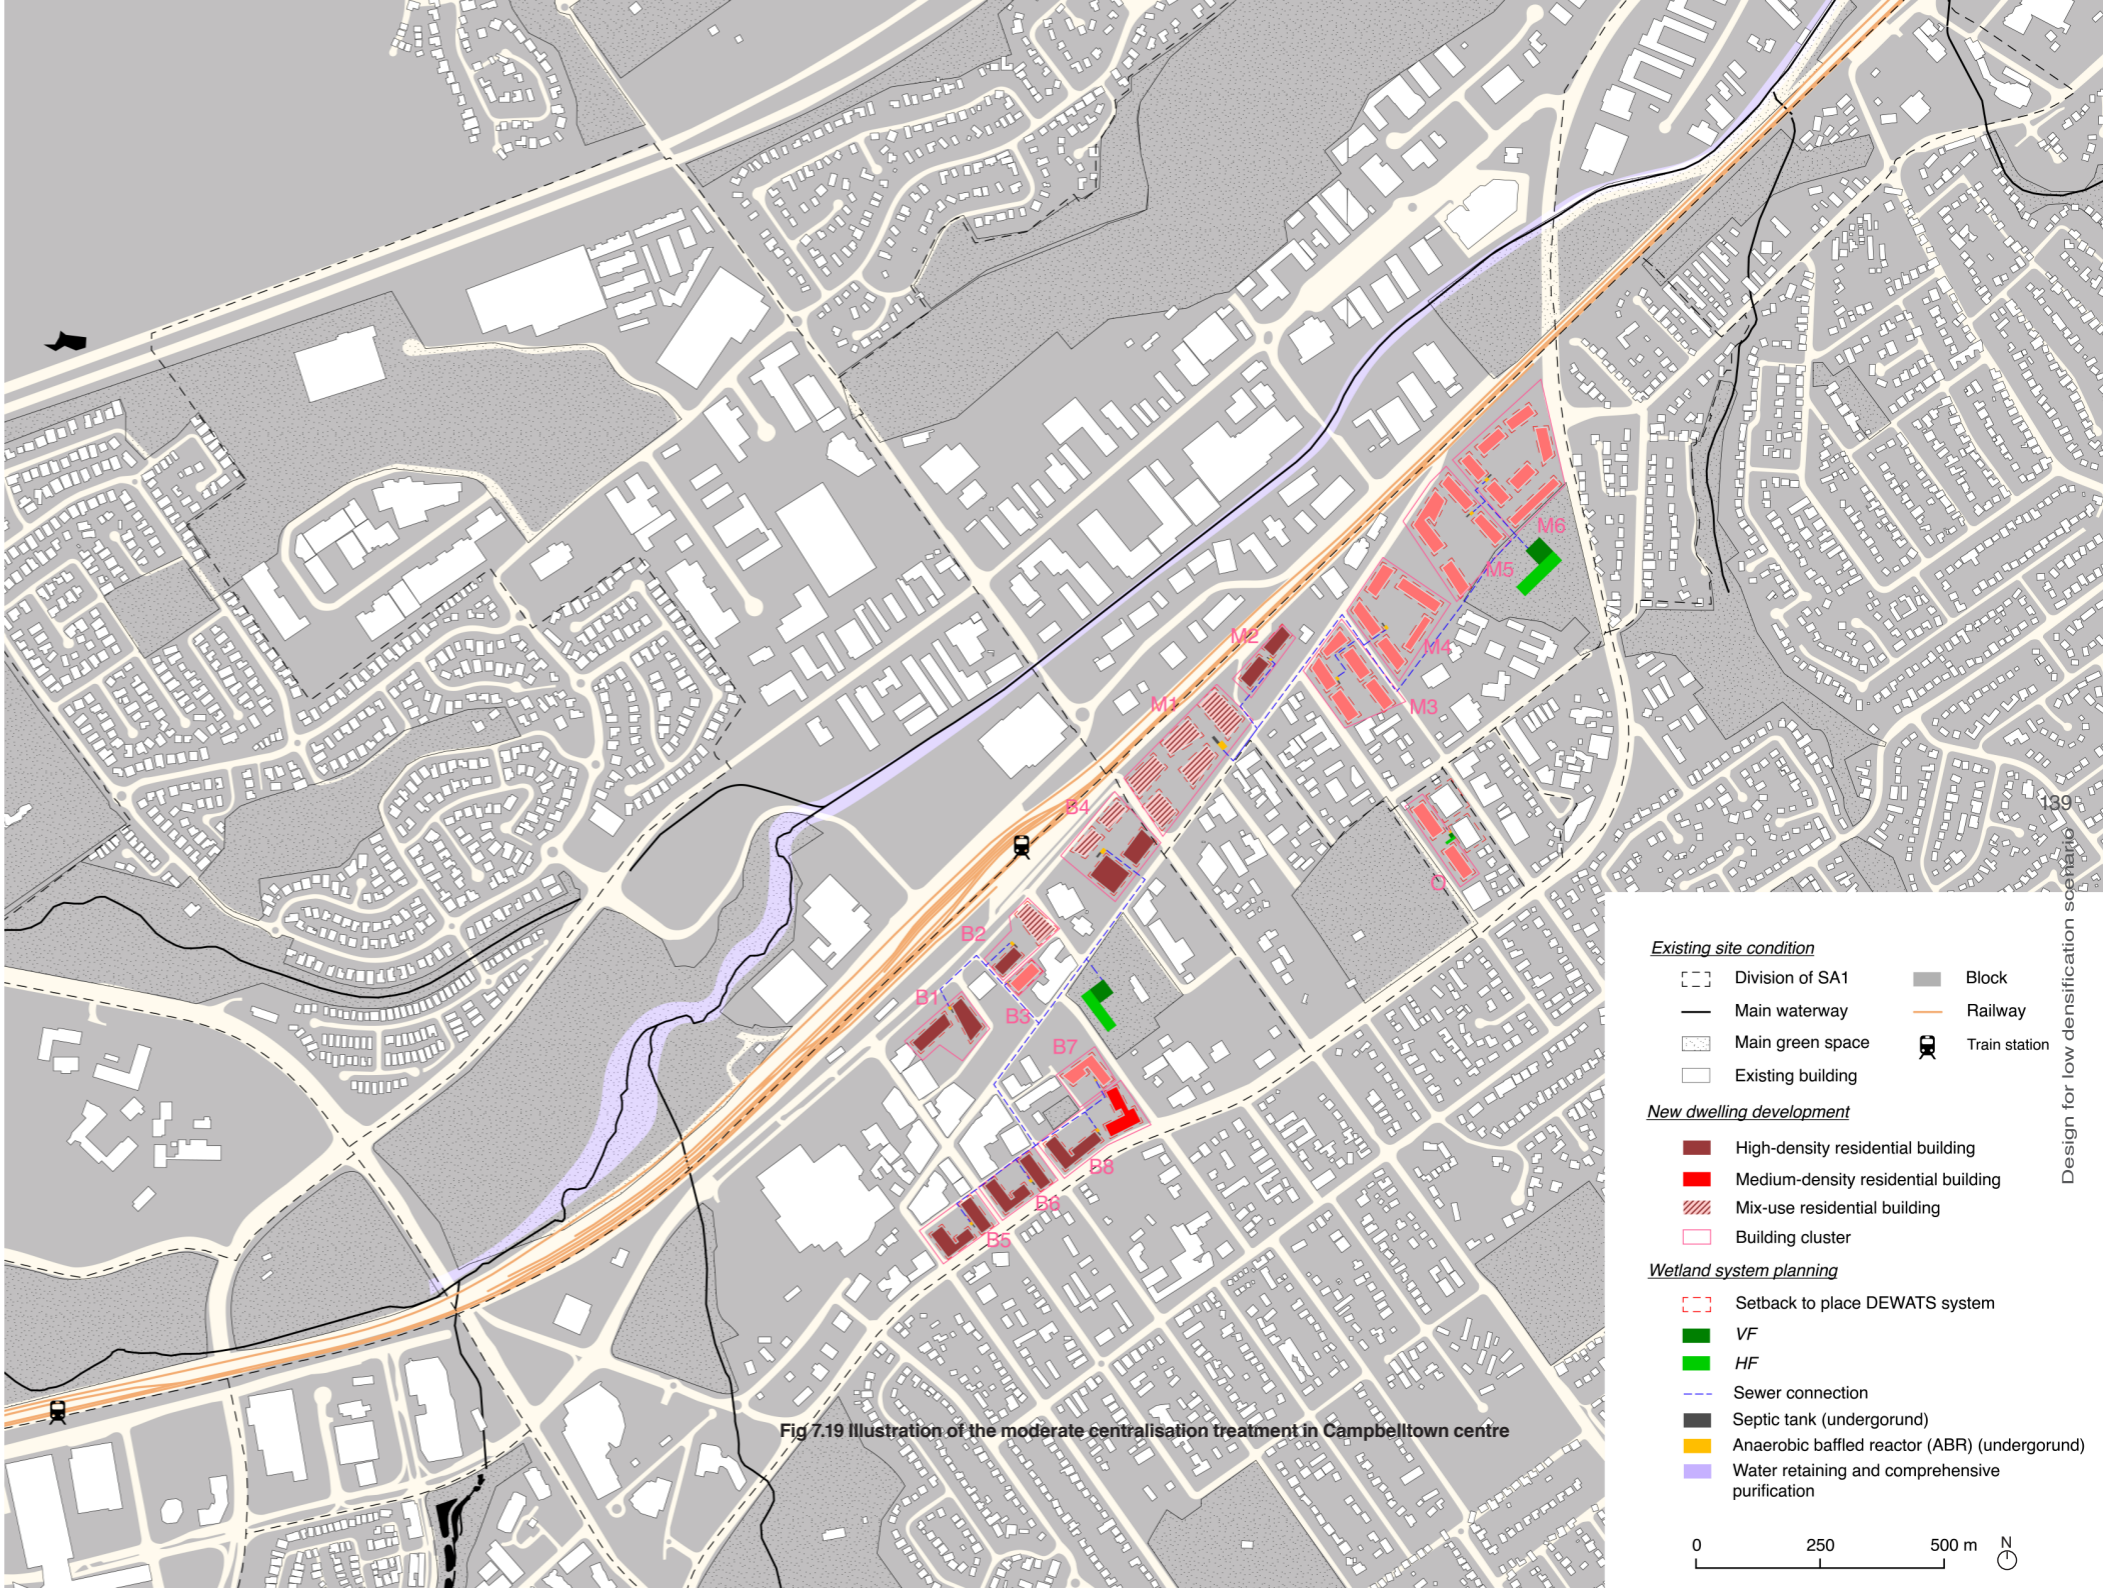 M6
M5
M2
M4
M1
M3
B4
O
B2
B1
B3
B7
B8
B6
B5
139
Design for low densification scenario
Existing site condition
Division of SA1
Block
Main waterway
Railway
Main green space
Train station
Existing building
New dwelling development
High-density residential building
Medium-density residential building
Mix-use residential building
Building cluster
Wetland system planning
Setback to place DEWATS system
VF
HF
Sewer connection
Septic tank (undergorund)
Anaerobic baffled reactor (ABR) (undergorund)
Water retaining and comprehensive
purification
0 250 500 m N
Fig 7.19 Illustration of the moderate centralisation treatment in Campbelltown centre